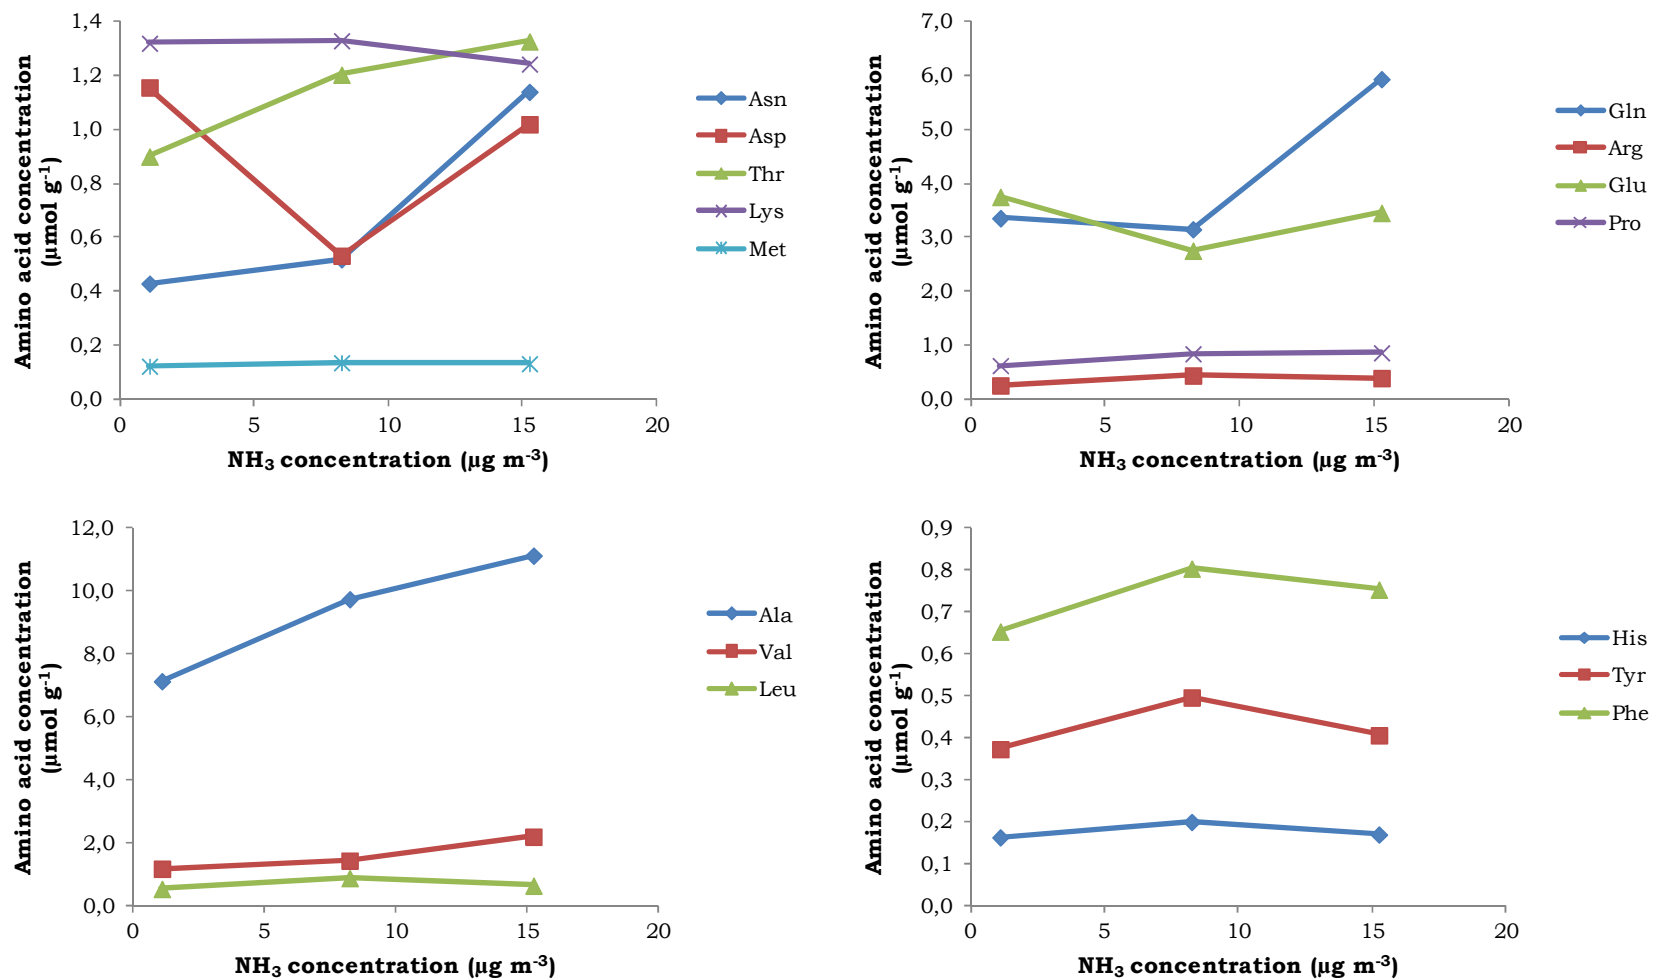 Amino acid concentration
(µmol g-1)
1,4
1,2
1,0
0,8
0,6
0,4
0,2
0,0
0
5
10
15
20
NH3 concentration (µg m-3)
Asn
Asp
Thr
Lys
Met
Amino acid concentration
(µmol g-1)
7,0
6,0
5,0
4,0
3,0
2,0
1,0
0,0
0
5
10
15
20
NH3 concentration (µg m-3)
Gln
Arg
Glu
Pro
Amino acid concentration
(µmol g-1)
12,0
10,0
8,0
6,0
4,0
2,0
0,0
0
5
10
15
20
NH3 concentration (µg m-3)
Ala
Val
Leu
Amino acid concentration
(µmol g-1)
0,9
0,8
0,7
0,6
0,5
0,4
0,3
0,2
0,1
0,0
0
5
10
15
20
NH3 concentration (µg m-3)
His
Tyr
Phe